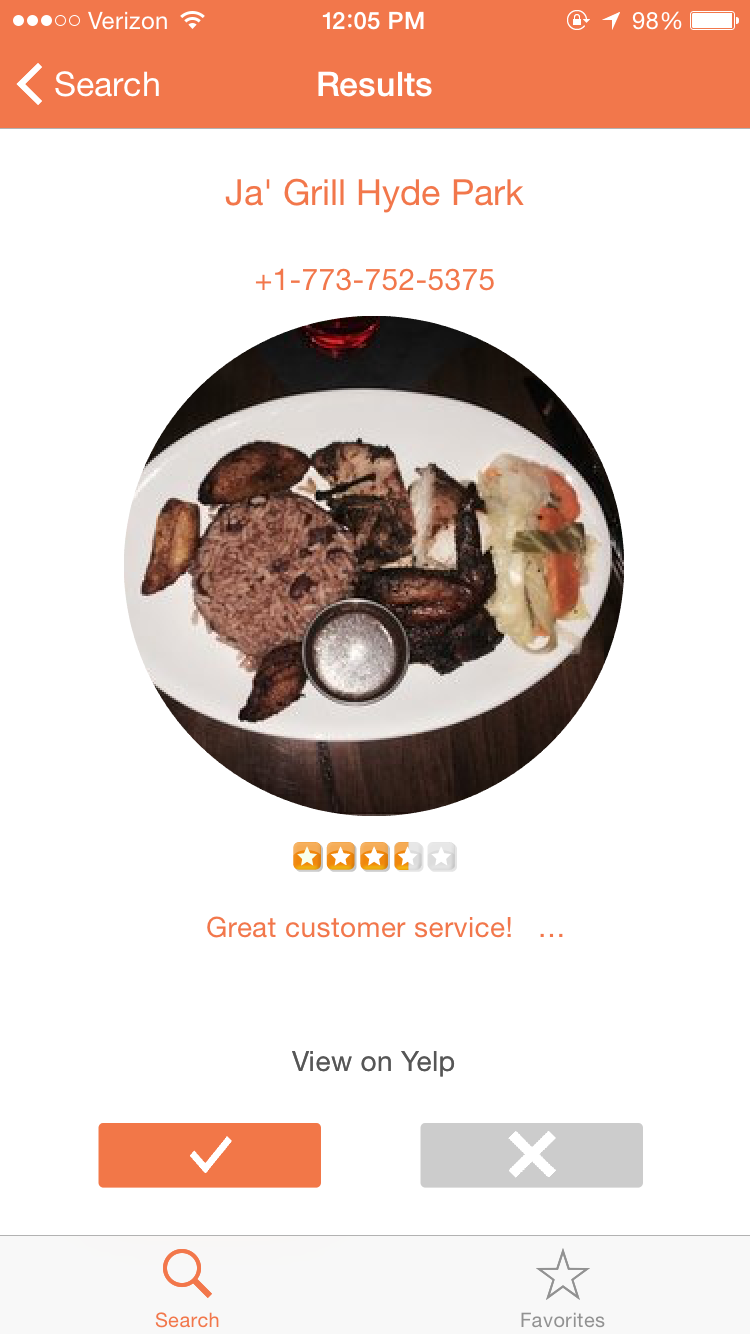 Verizon 12:05 PM 98%
Search Results
Ja' Grill Hyde Park
+1-773-752-5375
Great customer service! ...
View on Yelp
Search Favorites